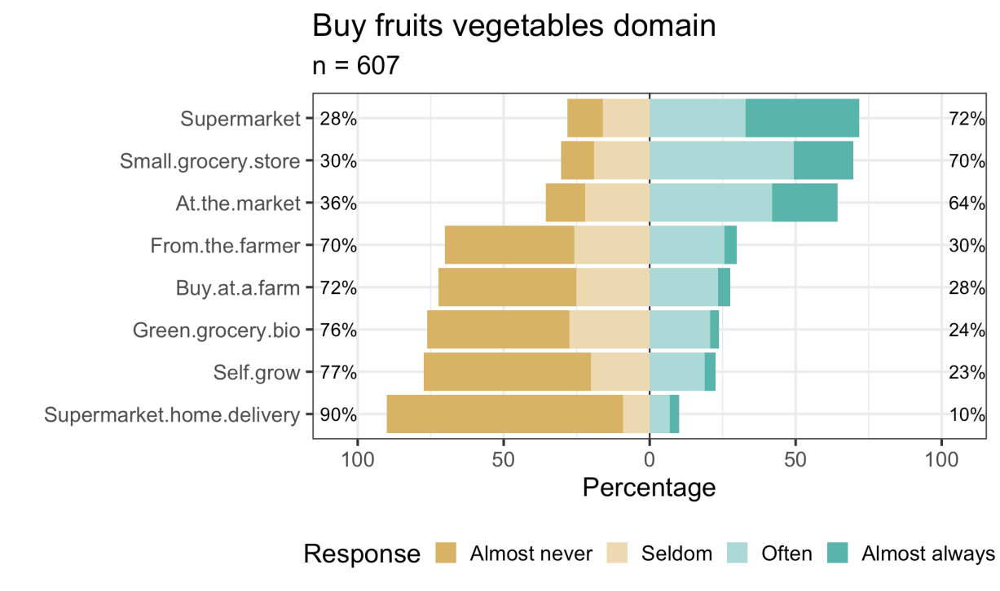 Buy fruits vegetables domain
n = 607
Supermarket 28% 72%
Small.grocery.store 30% 70%
At.the.market 36% 64%
From.the.farmer 70% 30%
Buy.at.a.farm 72% 28%
Green.grocery.bio 76% 24%
Self.grow 77% 23%
Supermarket.home.delivery 90% 10%
100 50 0 50 100
Percentage
Response Almost never Seldom Often Almost always